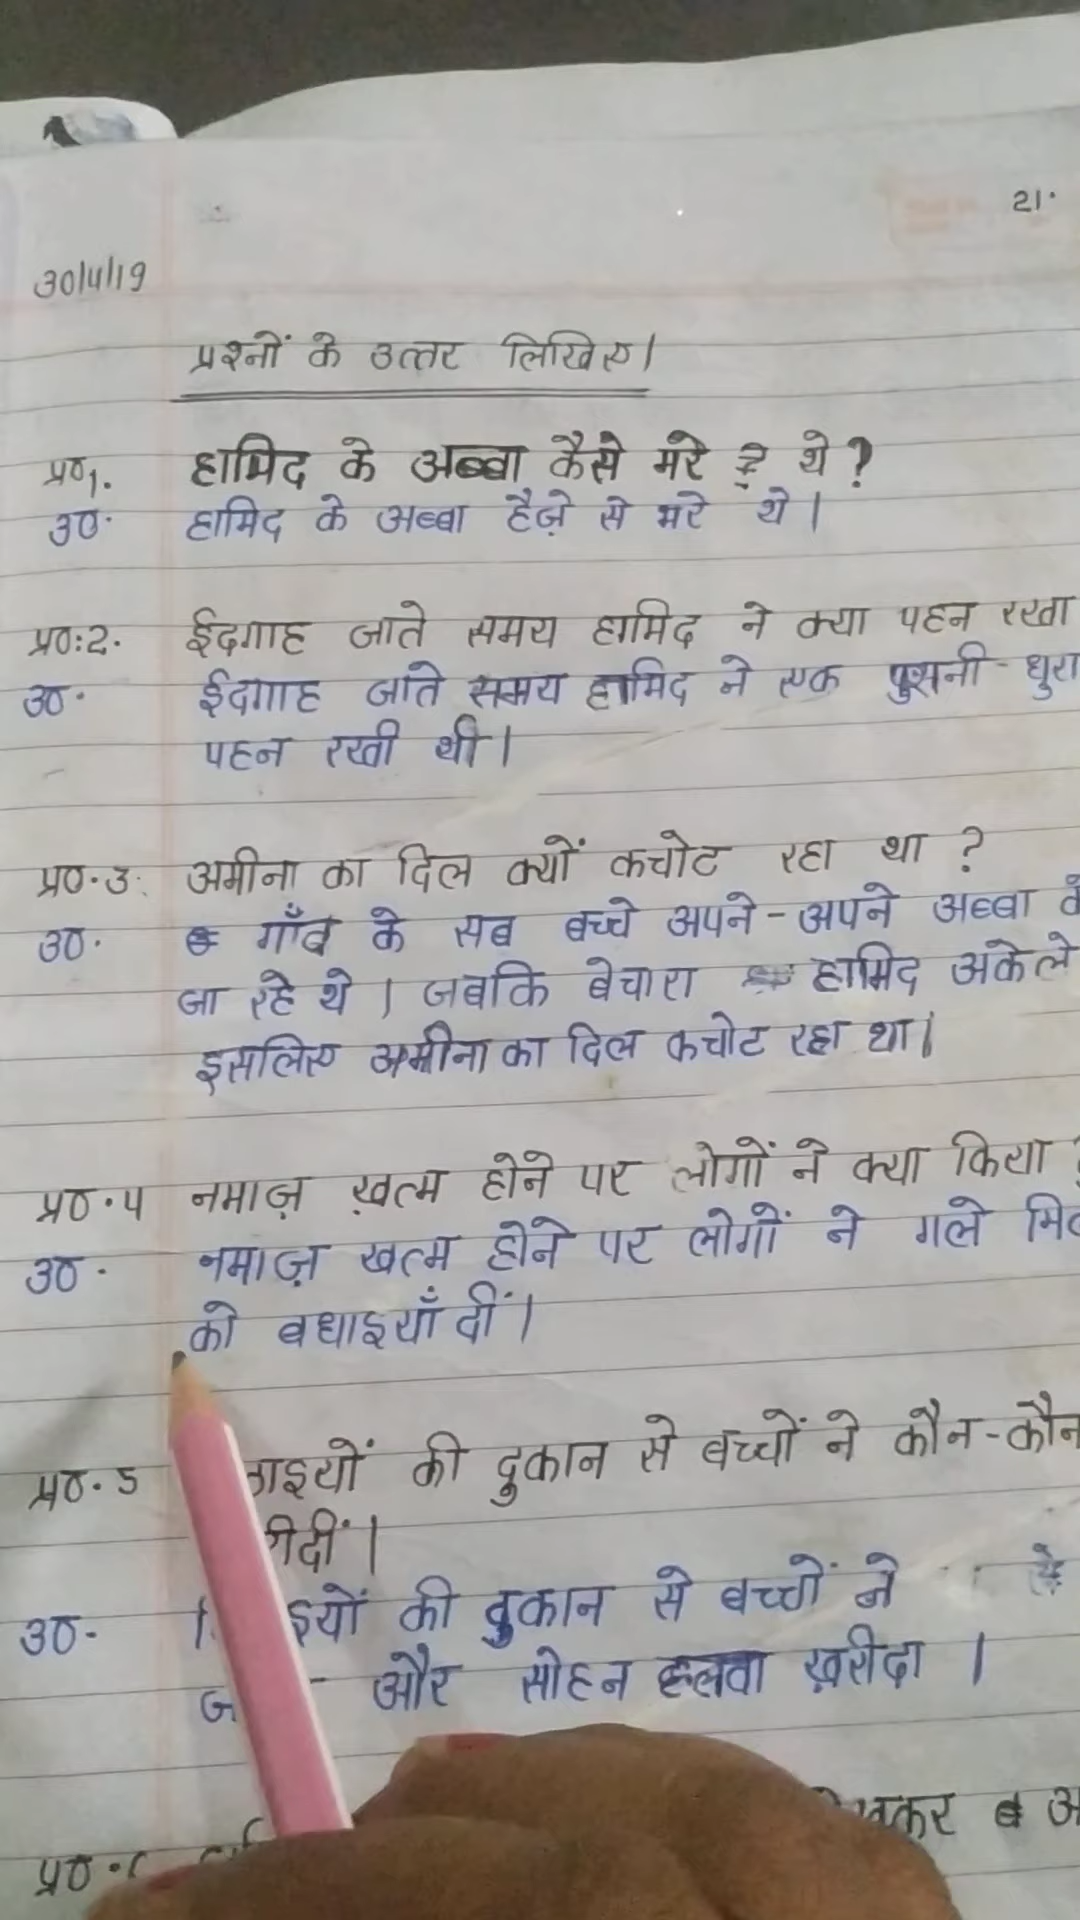 21.
30/4/19
प्रश्नों के उत्तर लिखिए।
प्र०1. हामिद के अब्बा कैसे मरे थे?
उ० हामिद के अब्बा हैज़े से मरे थे।
प्र०:2. ईदगाह जाते समय हामिद ने क्या पहन रखा
उ०. ईदगाह जाते समय हामिद ने एक पुरानी-धुरा
पहन रखी थी।
प्र०.3. अमीना का दिल क्यों कचोट रहा था ?
उ०. गाँव के सब बच्चे अपने-अपने अब्बा के
जा रहे थे। जबकि बेचारा हामिद अकेले
इसलिए अमीना का दिल कचोट रहा था।
प्र०.4 नमाज़ ख़त्म होने पर लोगों ने क्या किया ?
उ०. नमाज़ खत्म होने पर लोगों ने गले
को बधाइयाँ दीं।
प्र०.5 की दुकान से बच्चों ने कौन-कौन
उ०- की दुकान से बच्चों ने
और सोहन हलवा ख़रीदा ।